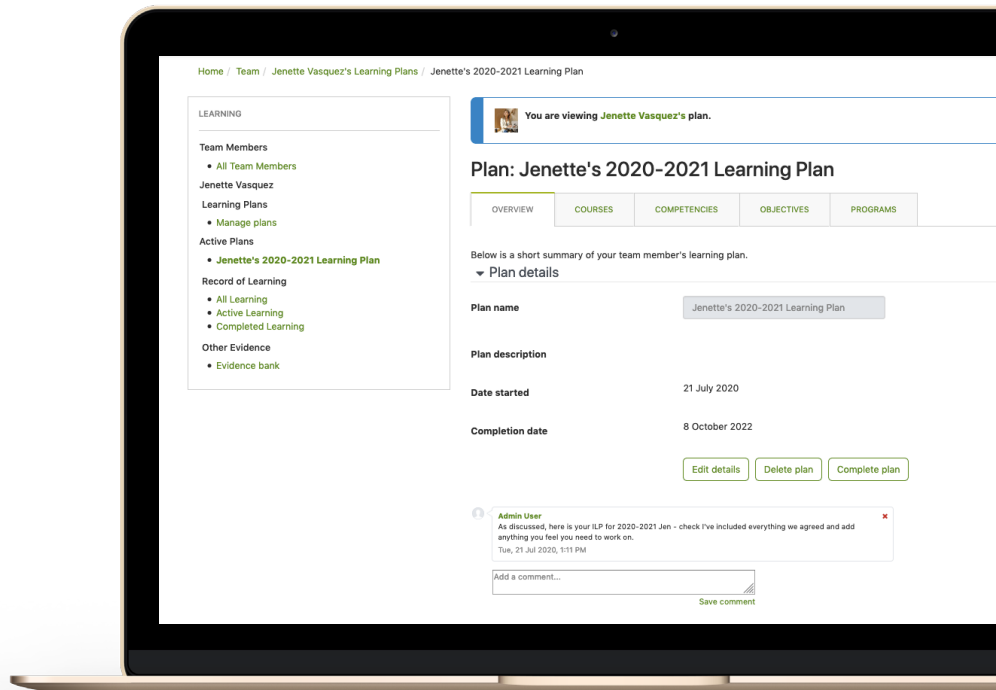 Home / Team / Jenette Vasquez's Learning Plans / Jenette's 2020-2021 Learning Plan
LEARNING
Team Members
All Team Members
Jenette Vasquez
Learning Plans
Manage plans
Active Plans
Jenette's 2020-2021 Learning Plan
Record of Learning
All Learning
Active Learning
Completed Learning
Other Evidence
Evidence bank
You are viewing Jenette Vasquez's plan.
Plan: Jenette's 2020-2021 Learning Plan
OVERVIEW COURSES COMPETENCIES OBJECTIVES PROGRAMS
Below is a short summary of your team member's learning plan.
Plan details
Plan name Jenette's 2020-2021 Learning Plan
Plan description
Date started 21 July 2020
Completion date 8 October 2022
Edit details Delete plan Complete plan
Admin User
As discussed, here is your ILP for 2020-2021 Jen - check I've included everything we agreed and add
anything you feel you need to work on.
Tue, 21 Jul 2020, 1:11 PM
Add a comment...
Save comment